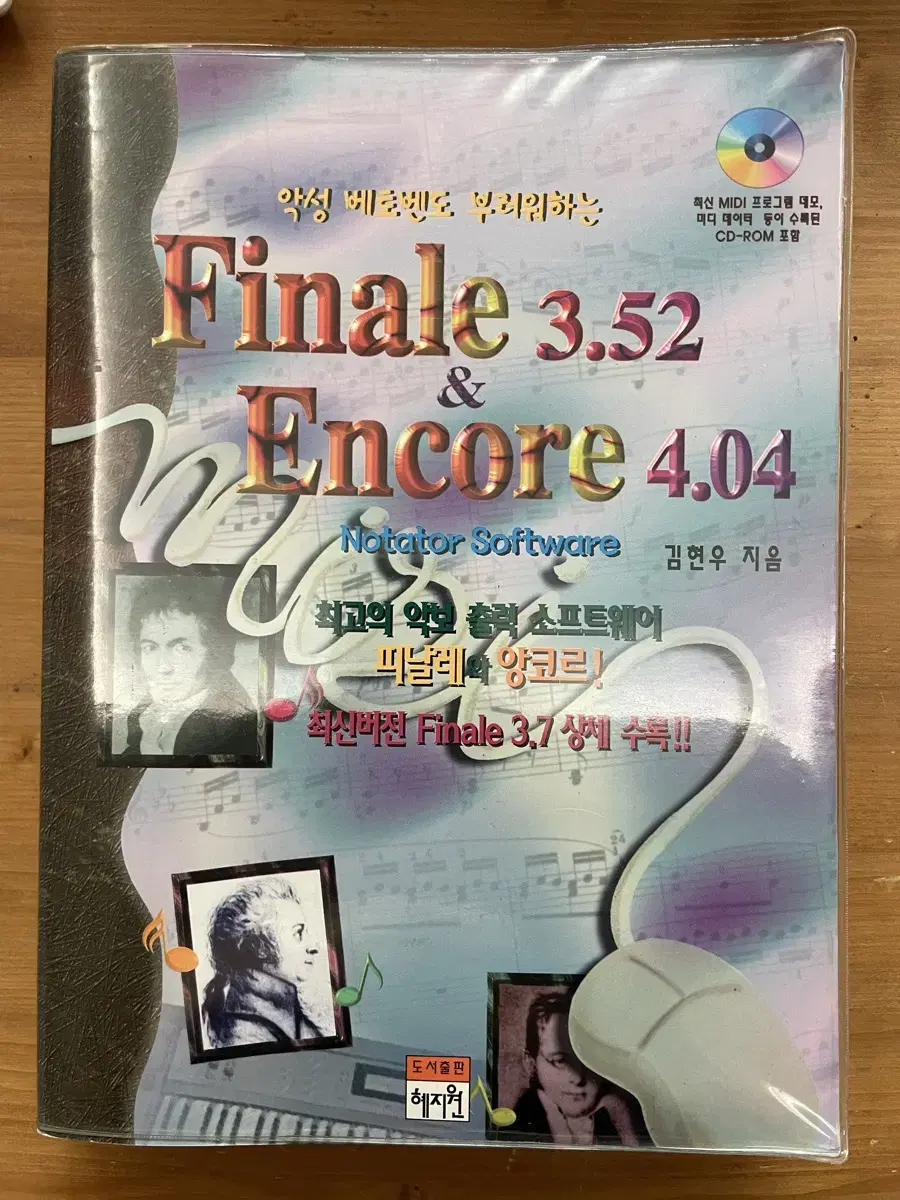 최신 MIDI 프로그램 데모,
미디 데이타 등이 수록된
CD-ROM 포함
악성 베토벤도 부러워하는
Finale 3.52
&
Encore 4.04
Notator Software
김현우 지음
midi
최고의 악보 출력 소프트웨어
피날레와 앙코르!
최신버전 Finale 3.7 상세 수록!!
24
도서출판
혜지원